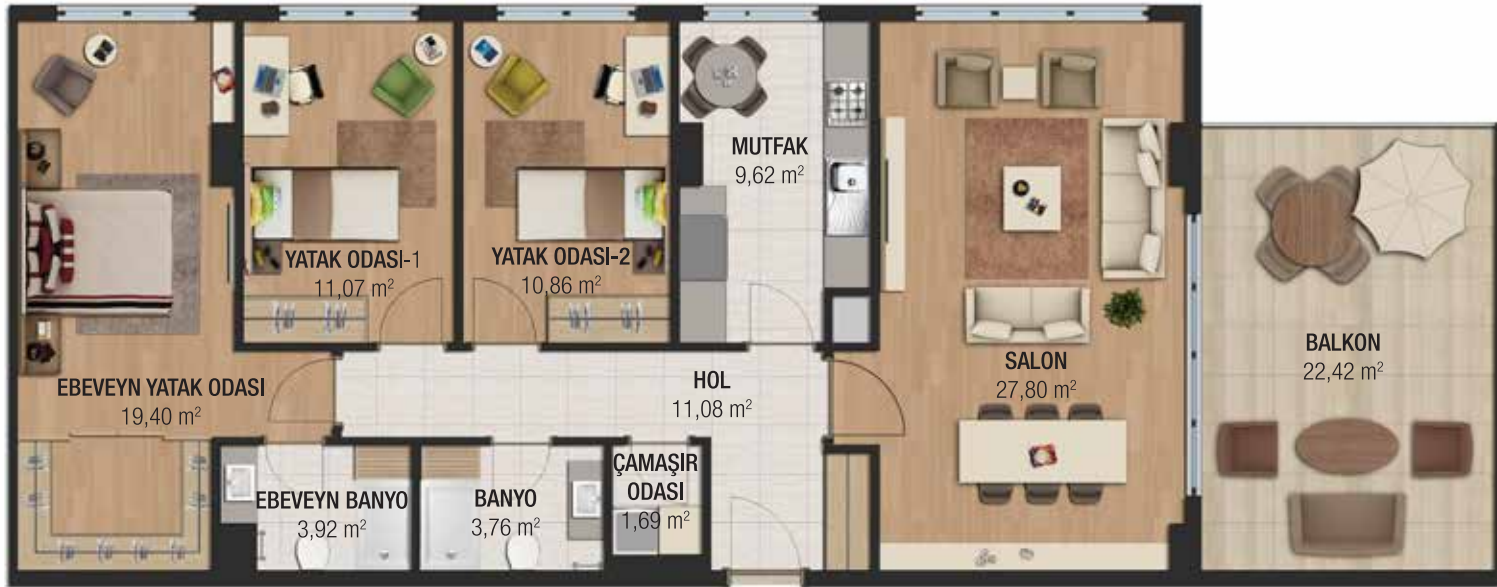 MUTFAK
9,62 m²
YATAK ODASI-1
11,07 m²
YATAK ODASI-2
10,86 m²
EBEVEYN YATAK ODASI
19,40 m²
HOL
11,08 m²
SALON
27,80 m²
BALKON
22,42 m²
EBEVEYN BANYO
3,92 m²
BANYO
3,76 m²
ÇAMAŞIR
ODASI
1,69 m²